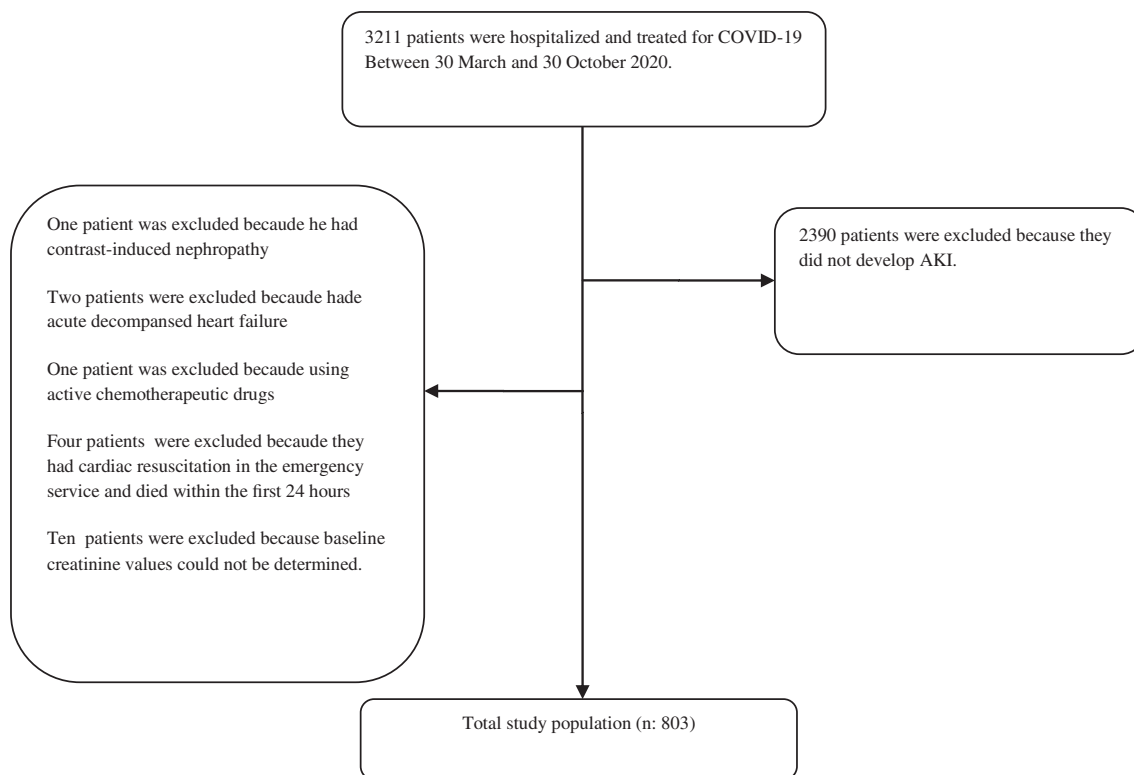 3211 patients were hospitalized and treated for COVID-19
Between 30 March and 30 October 2020.
2390 patients were excluded because they
did not develop AKI.
One patient was excluded becaude he had
contrast-induced nephropathy
Two patients were excluded becaude hade
acute decompansed heart failure
One patient was excluded becaude using
active chemotherapeutic drugs
Four patients were excluded becaude they
had cardiac resuscitation in the emergency
service and died within the first 24 hours
Ten patients were excluded because baseline
creatinine values could not be determined.
Total study population (n: 803)